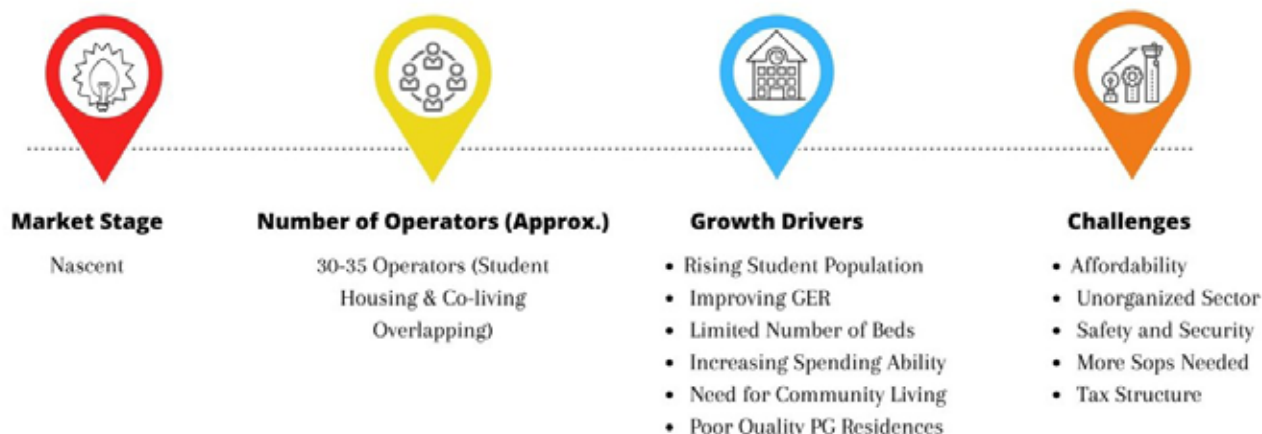 Market Stage
Nascent
Number of Operators (Approx.)
30-35 Operators (Student
Housing & Co-living
Overlapping)
Growth Drivers
• Rising Student Population
• Improving GER
• Limited Number of Beds
• Increasing Spending Ability
• Need for Community Living
• Poor Quality PG Residences
Challenges
• Affordability
• Unorganized Sector
• Safety and Security
• More Sops Needed
• Tax Structure